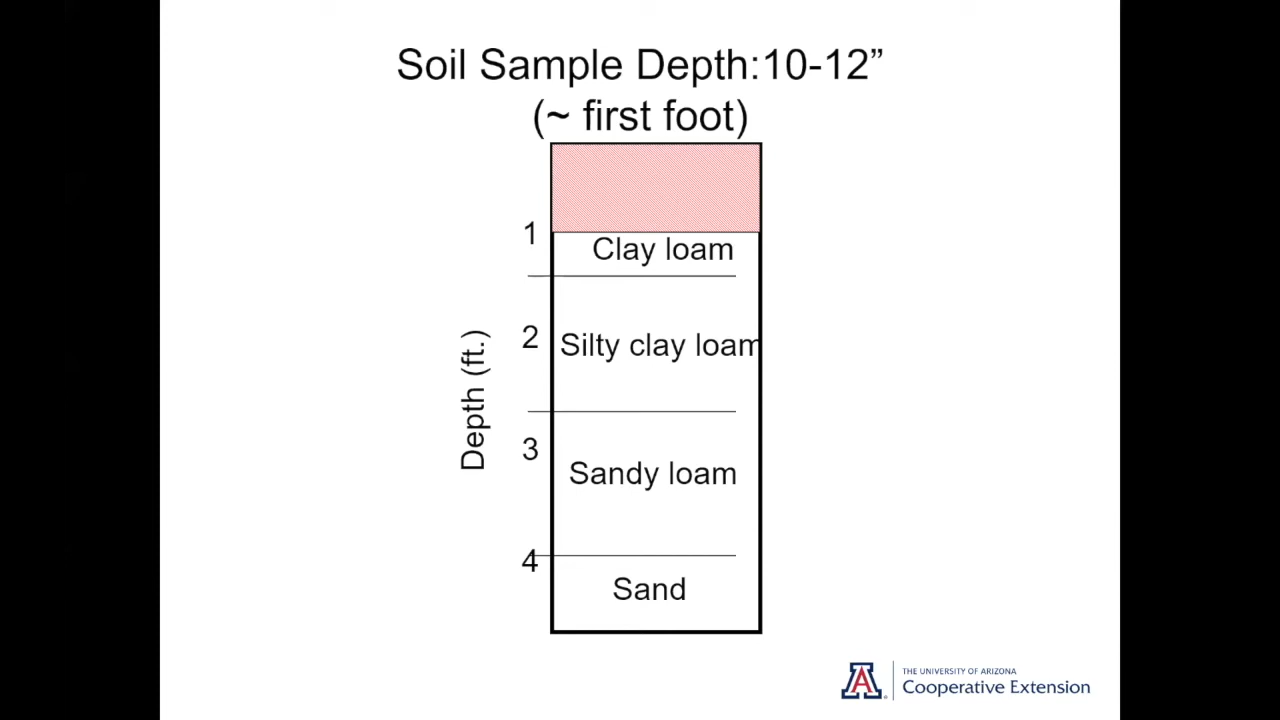 Soil Sample Depth:10-12”
(~ first foot)
1
Clay loam
2
Silty clay loam
Depth (ft.)
3
Sandy loam
4
Sand
THE UNIVERSITY OF ARIZONA
Cooperative Extension
A